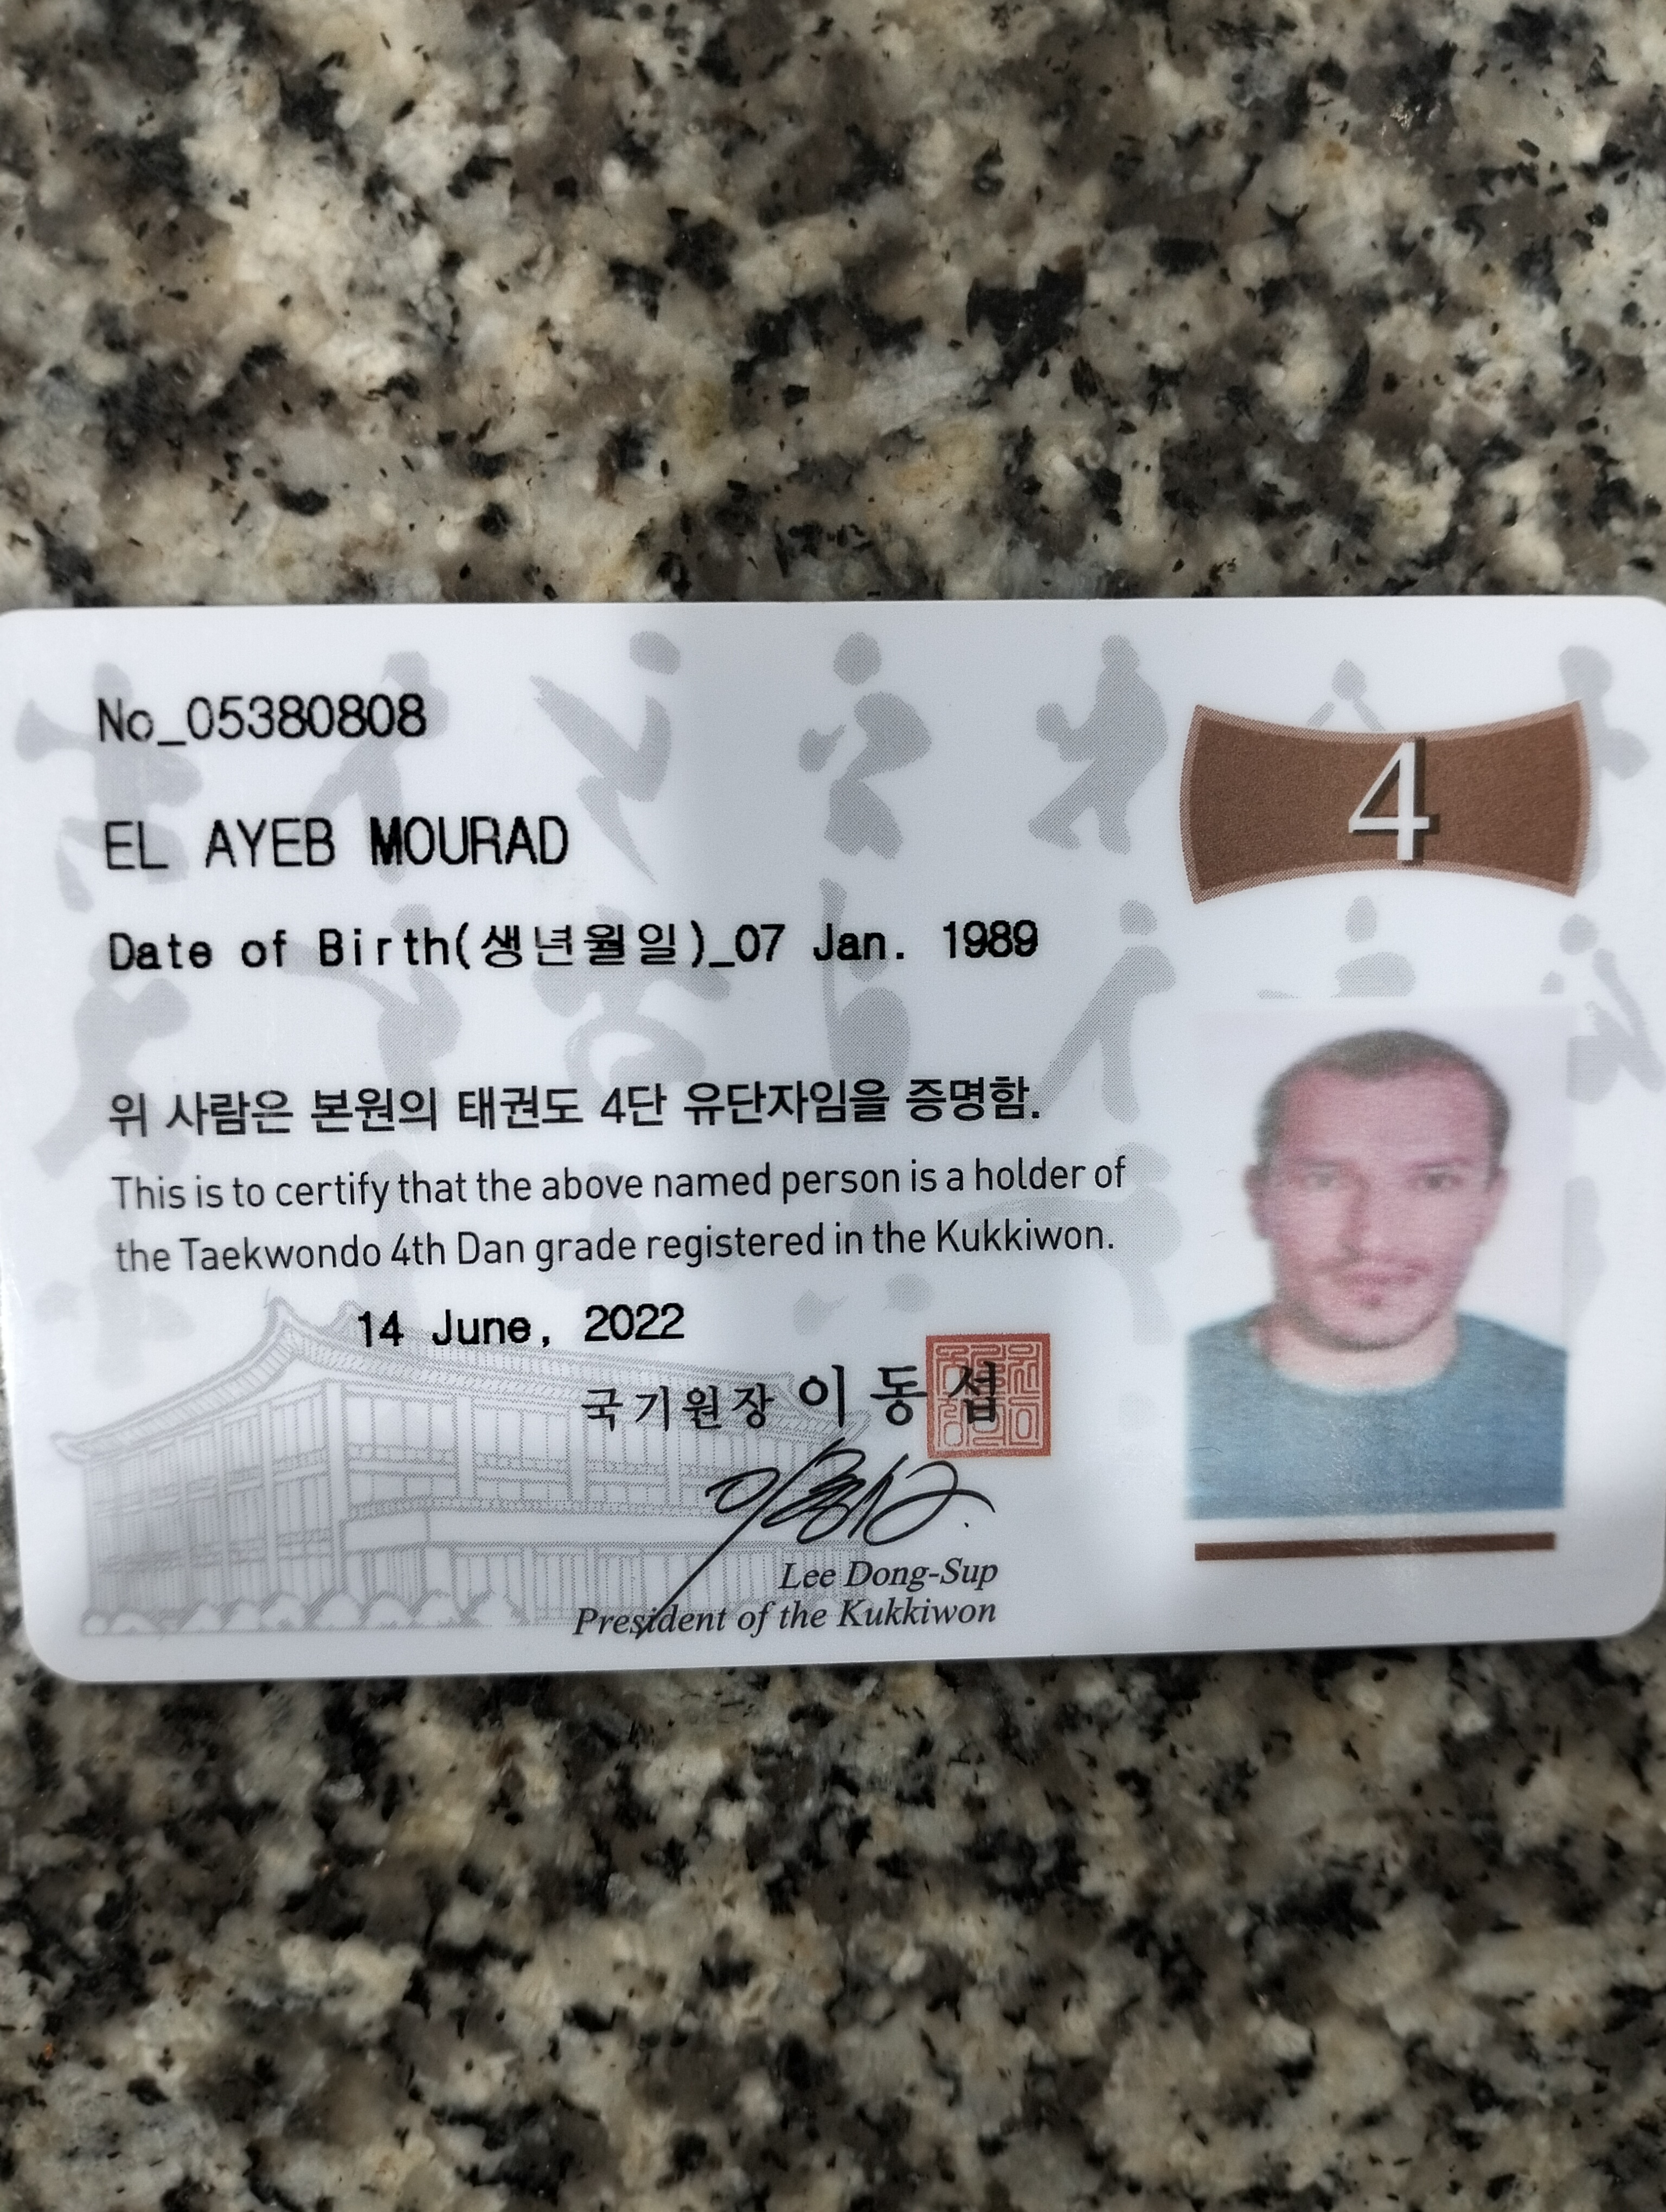 No_05380808
4
EL AYEB MOURAD
Date of Birth(생년월일)_07 Jan. 1989
위 사람은 본원의 태권도 4단 유단자임을 증명함.
This is to certify that the above named person is a holder of
the Taekwondo 4th Dan grade registered in the Kukkiwon.
14 June, 2022
국기원장 이동섭
Lee Dong-Sup
President of the Kukkiwon